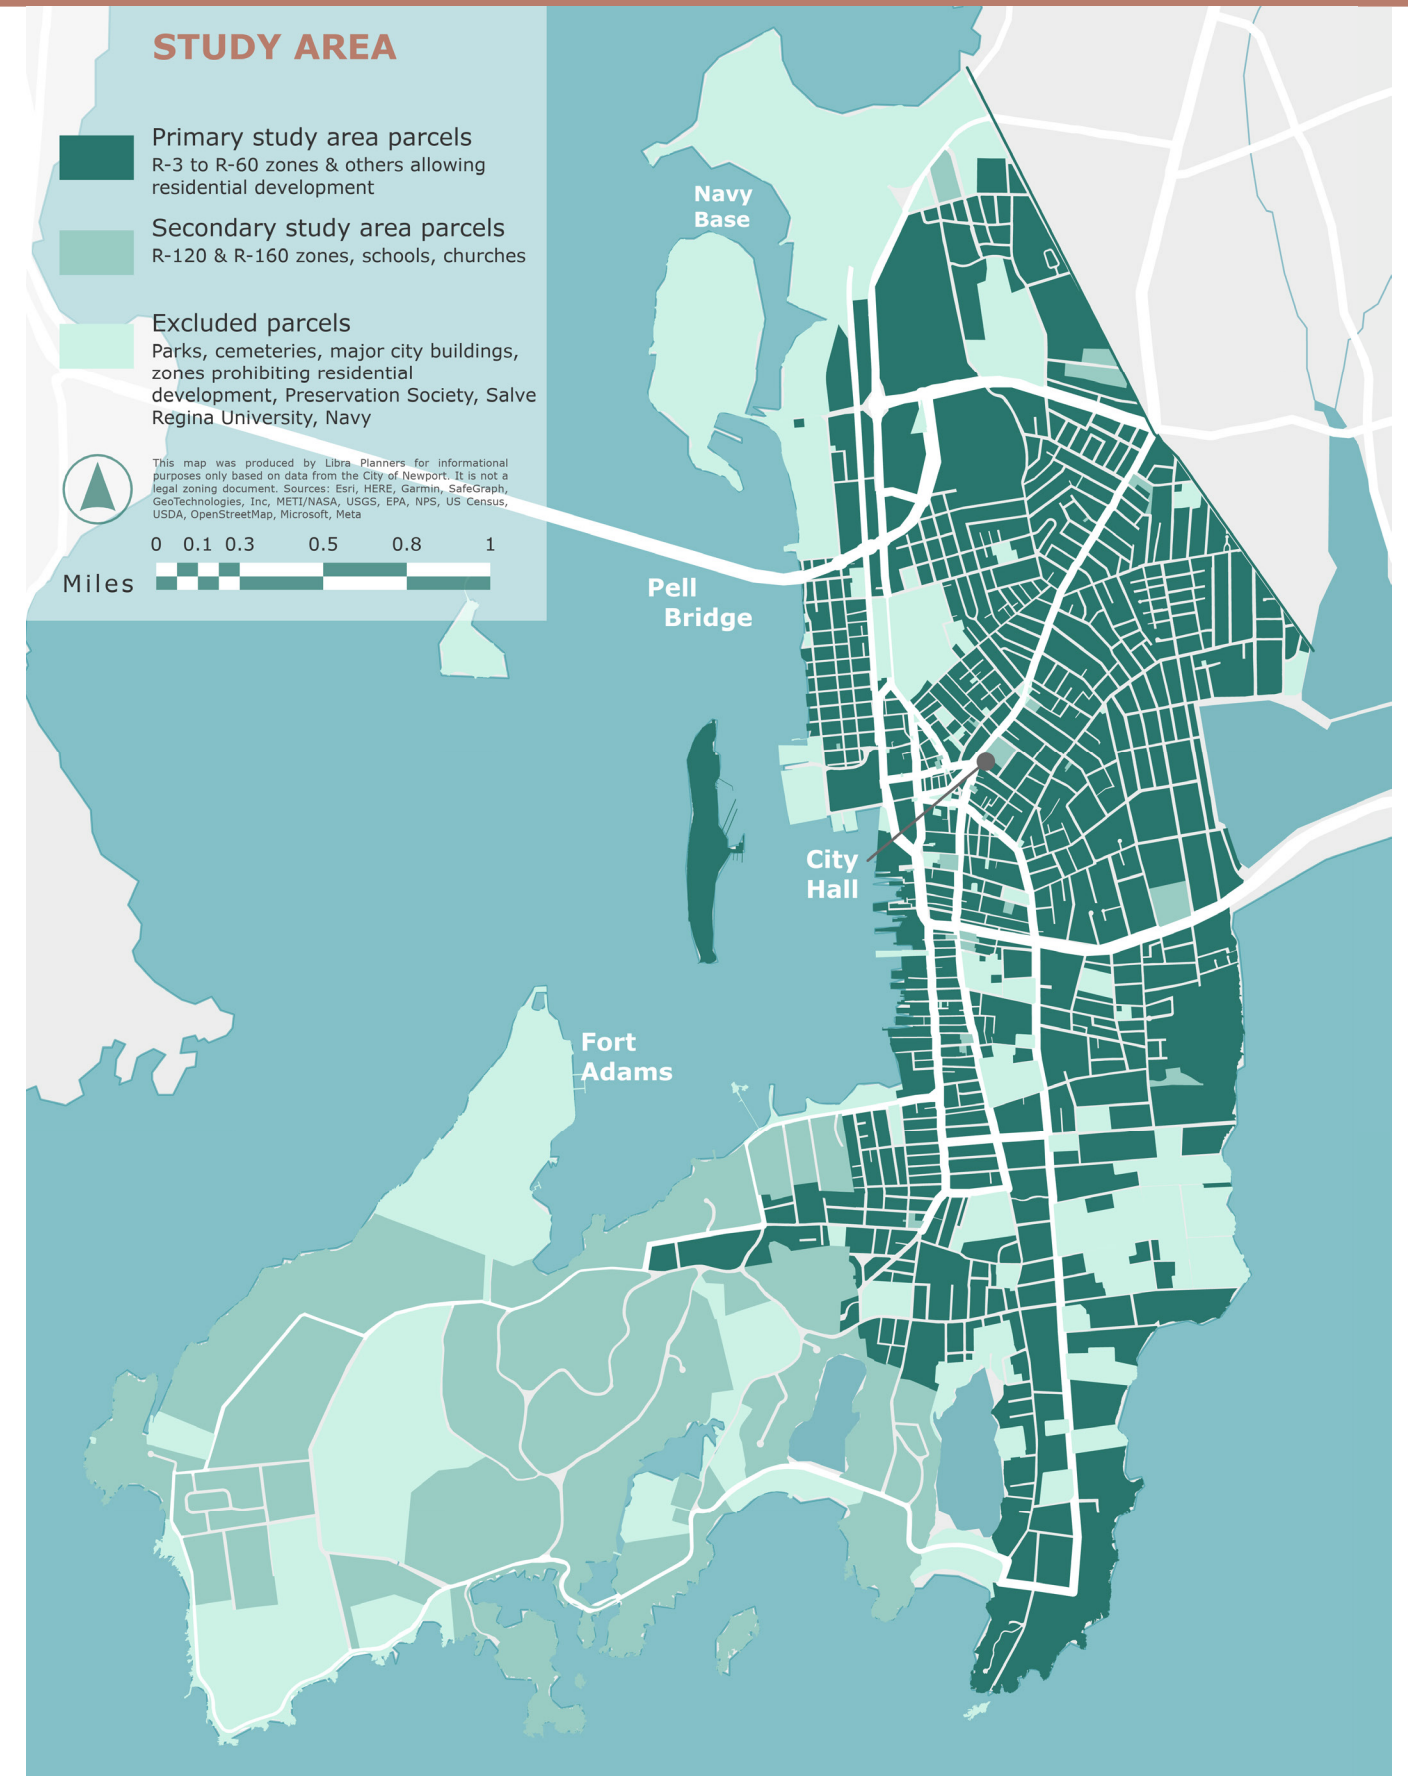 STUDY AREA
Primary study area parcels
R-3 to R-60 zones & others allowing
residential development
Secondary study area parcels
R-120 & R-160 zones, schools, churches
Excluded parcels
Parks, cemeteries, major city buildings,
zones prohibiting residential
development, Preservation Society, Salve
Regina University, Navy
This map was produced by Libra Planners for informational
purposes only based on data from the City of Newport. It is not a
legal zoning document. Sources: Esri, HERE, Garmin, SafeGraph,
GeoTechnologies, Inc, METI/NASA, USGS, EPA, NPS, US Census,
USDA, OpenStreetMap, Microsoft, Meta
0 0.1 0.3 0.5 0.8 1
Miles
Navy
Base
Pell
Bridge
City
Hall
Fort
Adams